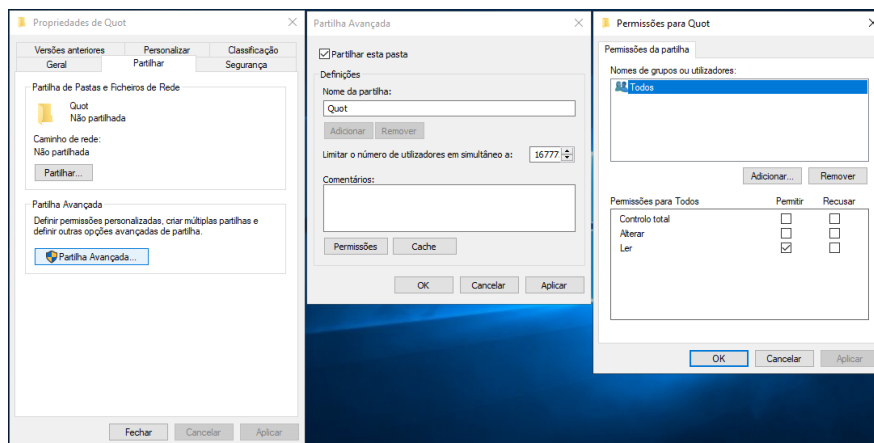 Propriedades de Quot
Versões anteriores
Personalizar
Classificação
Geral
Partilhar
Segurança
Partilha de Pastas e Ficheiros de Rede
Quot
Não partilhada
Caminho de rede:
Não partilhada
Partilhar...
Partilha Avançada
Definir permissões personalizadas, criar múltiplas partilhas e
definir outras opções avançadas de partilha.
Partilha Avançada...
Fechar
Cancelar
Aplicar
Partilha Avançada
Partilhar esta pasta
Definições
Nome da partilha:
Quot
Adicionar
Remover
Limitar o número de utilizadores em simultâneo a:
16777
Comentários:
Permissões
Cache
OK
Cancelar
Aplicar
Permissões para Quot
Permissões da partilha
Nomes de grupos ou utilizadores:
Todos
Adicionar...
Remover
Permissões para Todos
Permitir
Recusar
Controlo total
Alterar
Ler
OK
Cancelar
Aplicar